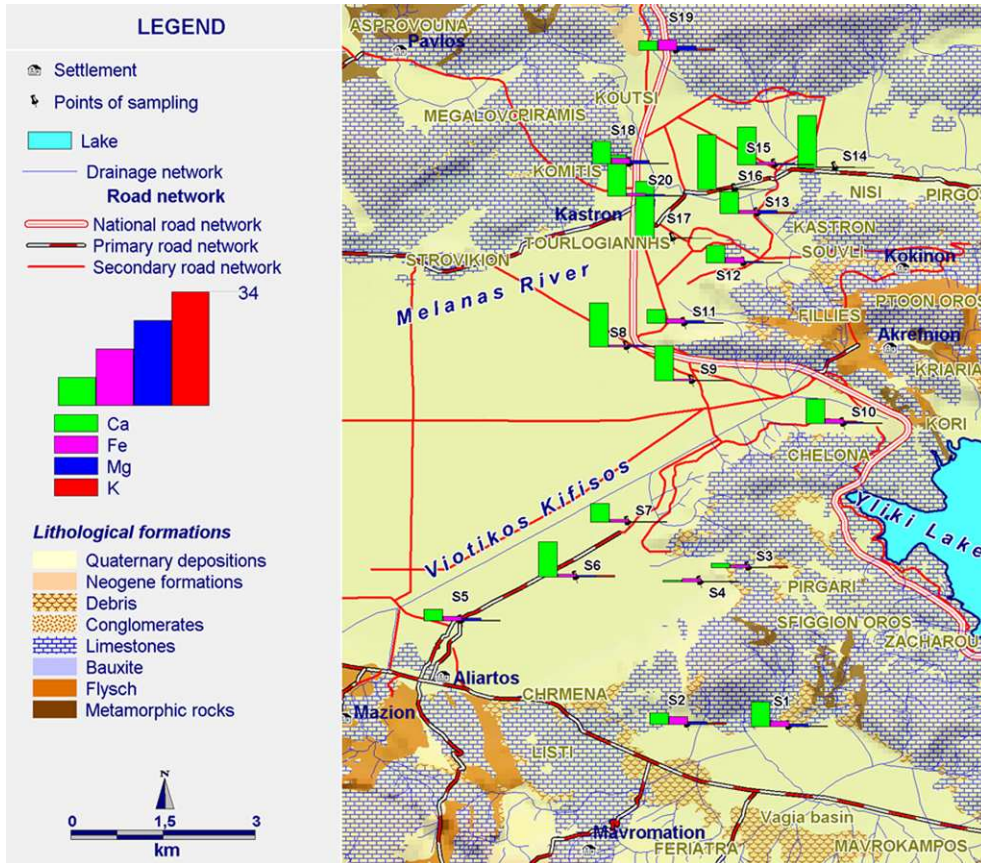 LEGEND
Settlement
Points of sampling
Lake
Drainage network
Road network
National road network
Primary road network
Secondary road network
34
Ca
Fe
Mg
K
Lithological formations
Quaternary depositions
Neogene formations
Debris
Conglomerates
Limestones
Bauxite
Flysch
Metamorphic rocks
N
0 1,5 3
km
ASPROVOUNA
Pavlos
S19
KOUTSI
MEGALOVO
PIRAMIS
S18
KOMITIS
S15
S14
S16
S20
NISI
PIRGOS
Kastron
S13
S17
KASTRON
TOURLOGIANNHS
SOUVLI
STROVIKION
S12
Kokinon
Melanas River
PTOON OROS
FILLIES
S11
S8
Akrefnion
S9
KRIARIA
S10
KORI
CHELONA
Yliki Lake
Viotikos Kifisos
S7
S3
S6
PIRGARI
S4
S5
SFIGGION OROS
ZACHAROU
Aliartos
CHRMENA
Mazion
S2
S1
LISTI
Vagia basin
Mavromation
FERIATRA
MAVROKAMPOS